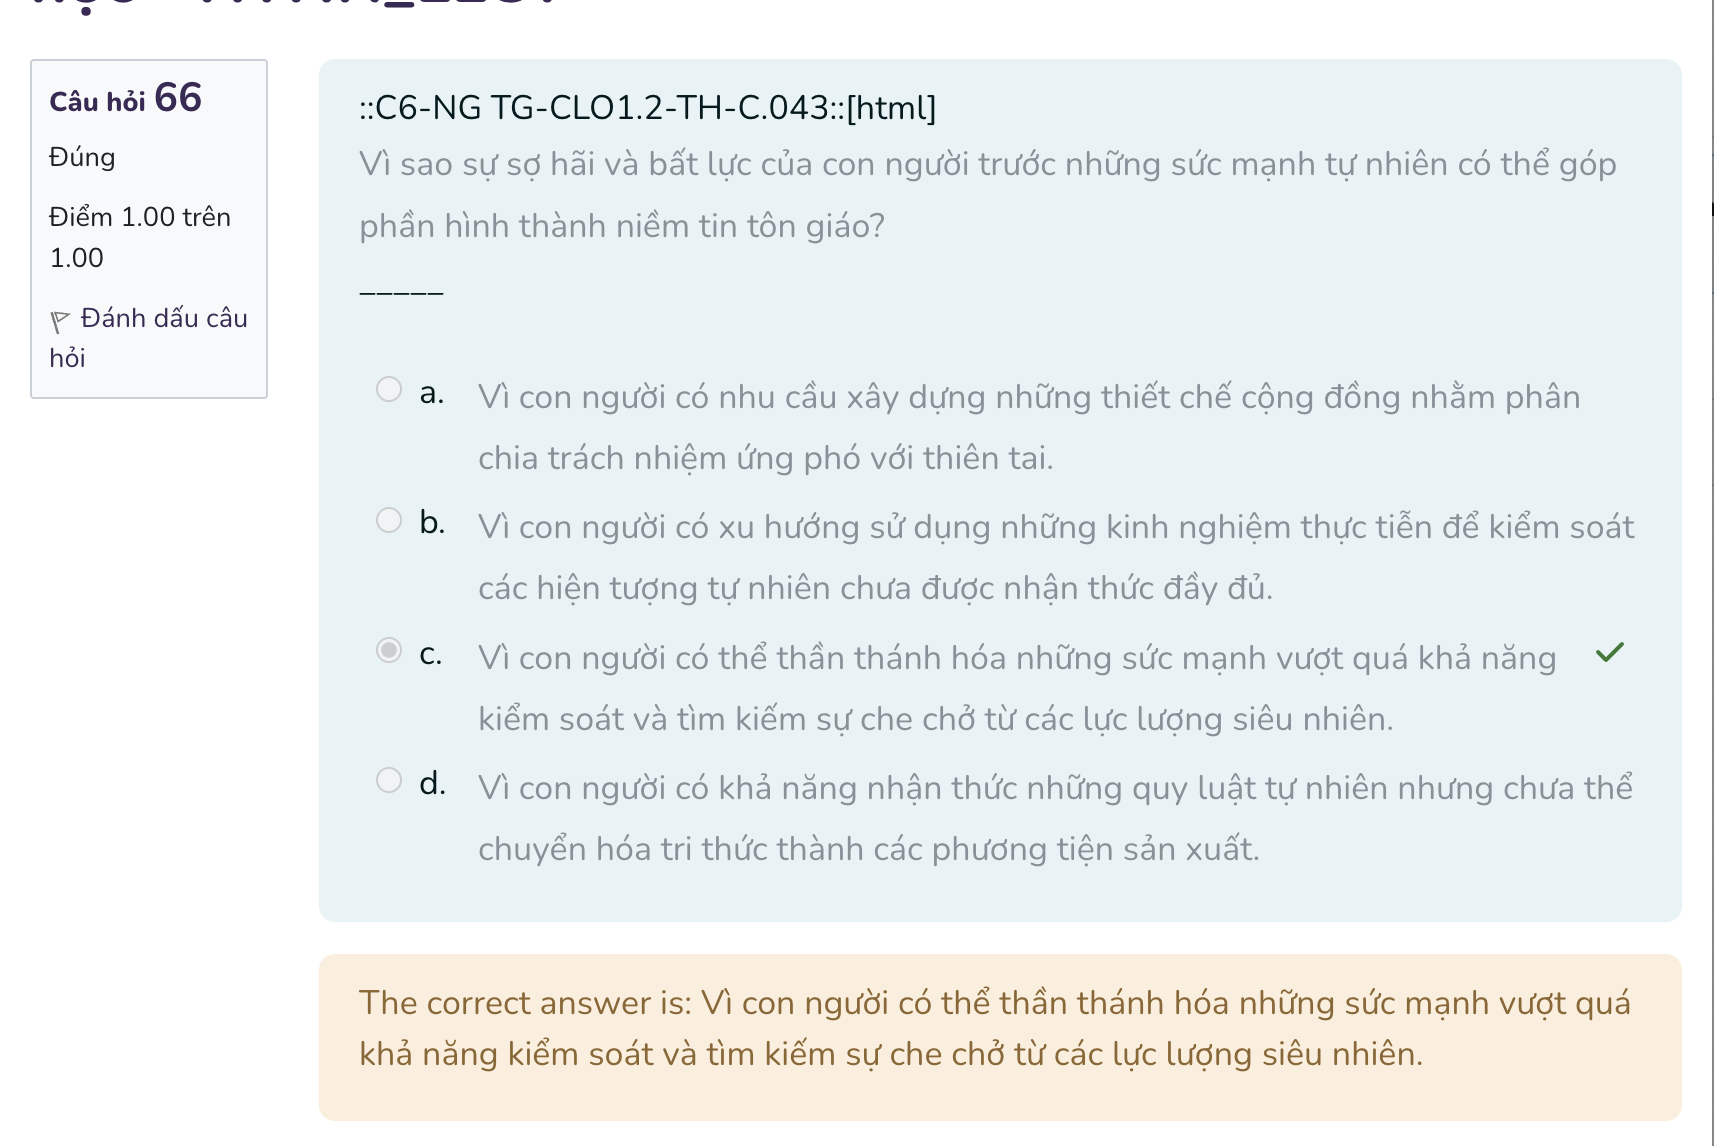 Câu hỏi 66
Đúng
Điểm 1.00 trên
1.00
Đánh dấu câu
hỏi
::C6-NG TG-CLO1.2-TH-C.043::[html]
Vì sao sự sợ hãi và bất lực của con người trước những sức mạnh tự nhiên có thể góp
phần hình thành niềm tin tôn giáo?
_____
a. Vì con người có nhu cầu xây dựng những thiết chế cộng đồng nhằm phân
chia trách nhiệm ứng phó với thiên tai.
b. Vì con người có xu hướng sử dụng những kinh nghiệm thực tiễn để kiểm soát
các hiện tượng tự nhiên chưa được nhận thức đầy đủ.
c. Vì con người có thể thần thánh hóa những sức mạnh vượt quá khả năng
kiểm soát và tìm kiếm sự che chở từ các lực lượng siêu nhiên.
d. Vì con người có khả năng nhận thức những quy luật tự nhiên nhưng chưa thể
chuyển hóa tri thức thành các phương tiện sản xuất.
The correct answer is: Vì con người có thể thần thánh hóa những sức mạnh vượt quá
khả năng kiểm soát và tìm kiếm sự che chở từ các lực lượng siêu nhiên.